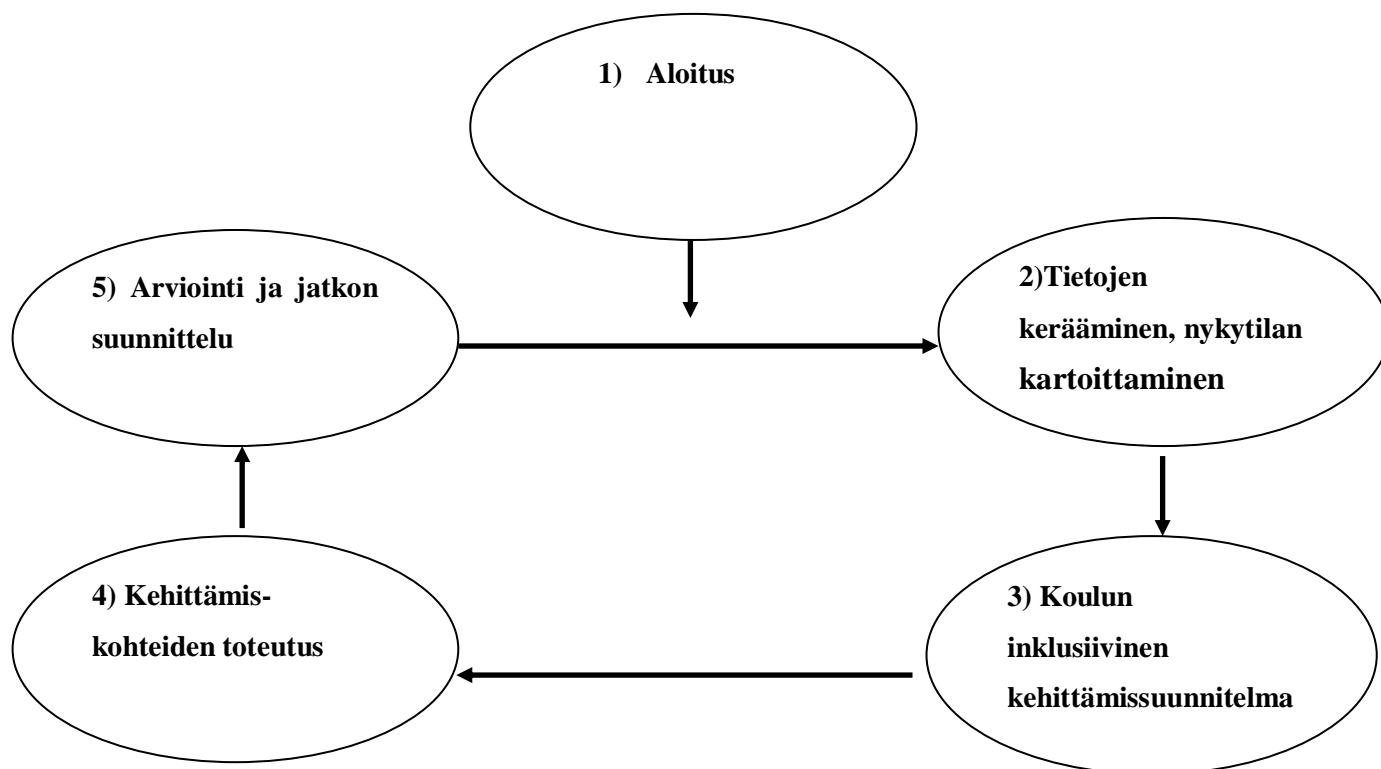 1) Aloitus
2)Tietojen
kerääminen, nykytilan
kartoittaminen
3) Koulun
inklusiivinen
kehittämissuunnitelma
4) Kehittämis-
kohteiden toteutus
5) Arviointi ja jatkon
suunnittelu